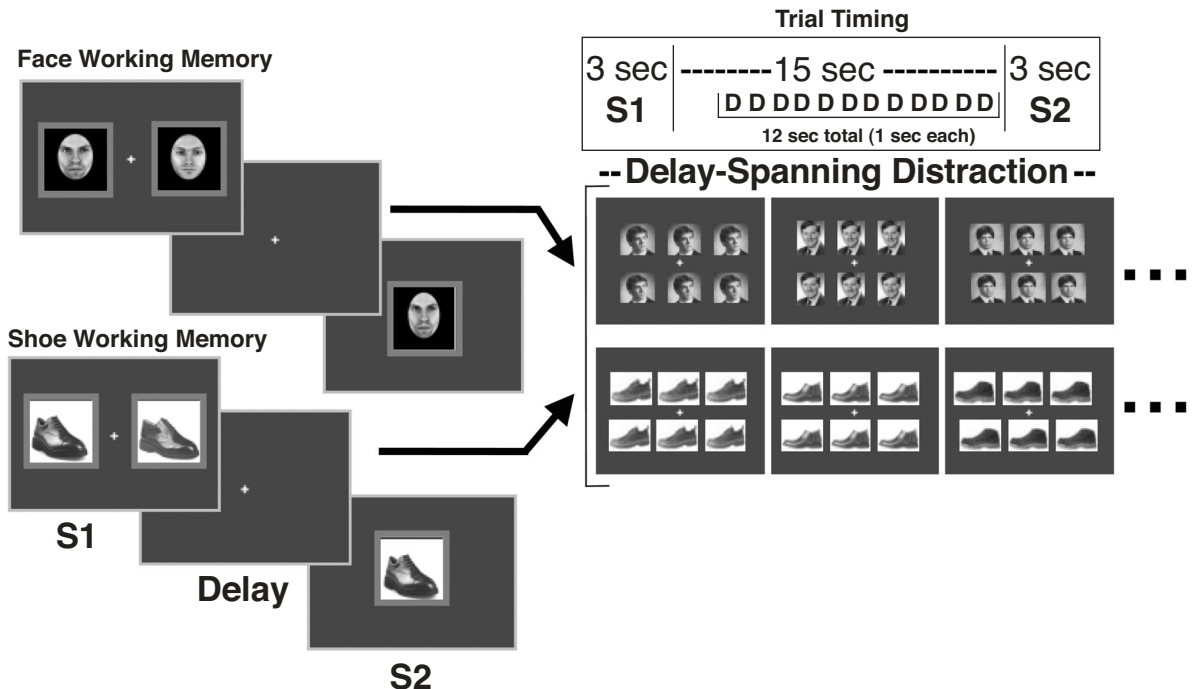 Trial Timing
3 sec --------15 sec ---------- 3 sec
S1 D D D D D D D D D D D D S2
12 sec total (1 sec each)
Face Working Memory
--Delay-Spanning Distraction--
...
Shoe Working Memory
...
S1
Delay
S2